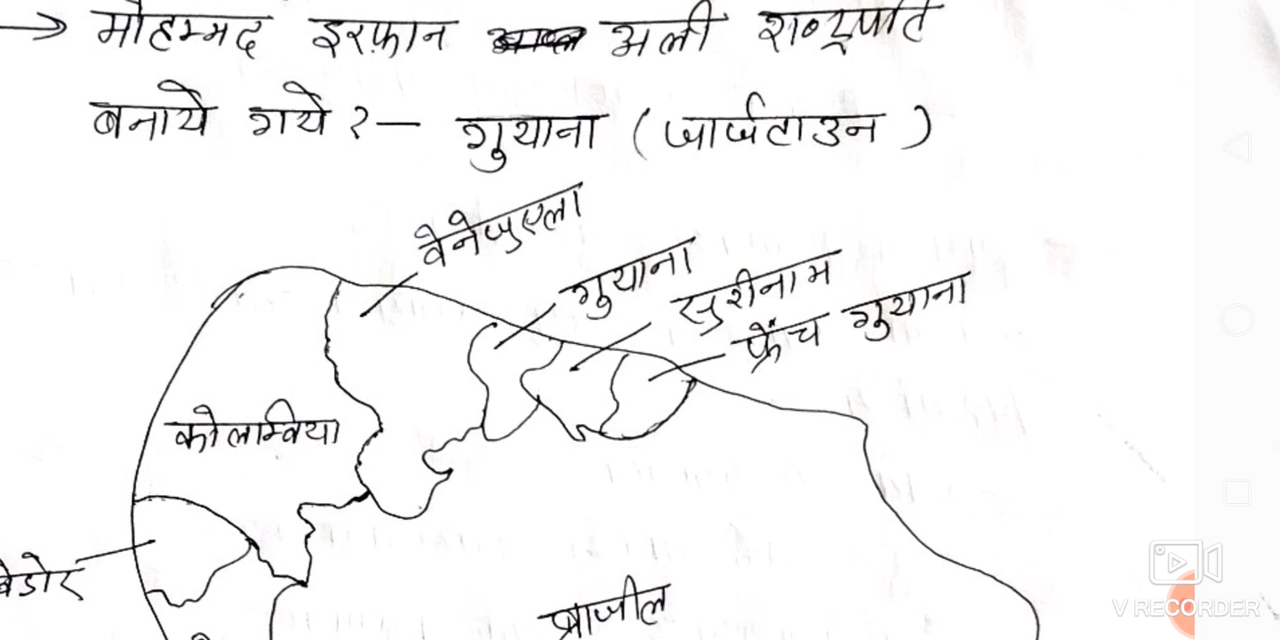 → मोहम्मद इरफ़ान अली राष्ट्रपति
बनाये गये ?— गुयाना (जार्जटाउन)
वेनेजुएला
गुयाना
सुरीनाम
फ्रेंच गुयाना
कोलम्बिया
ब्राजील
V RECORDER